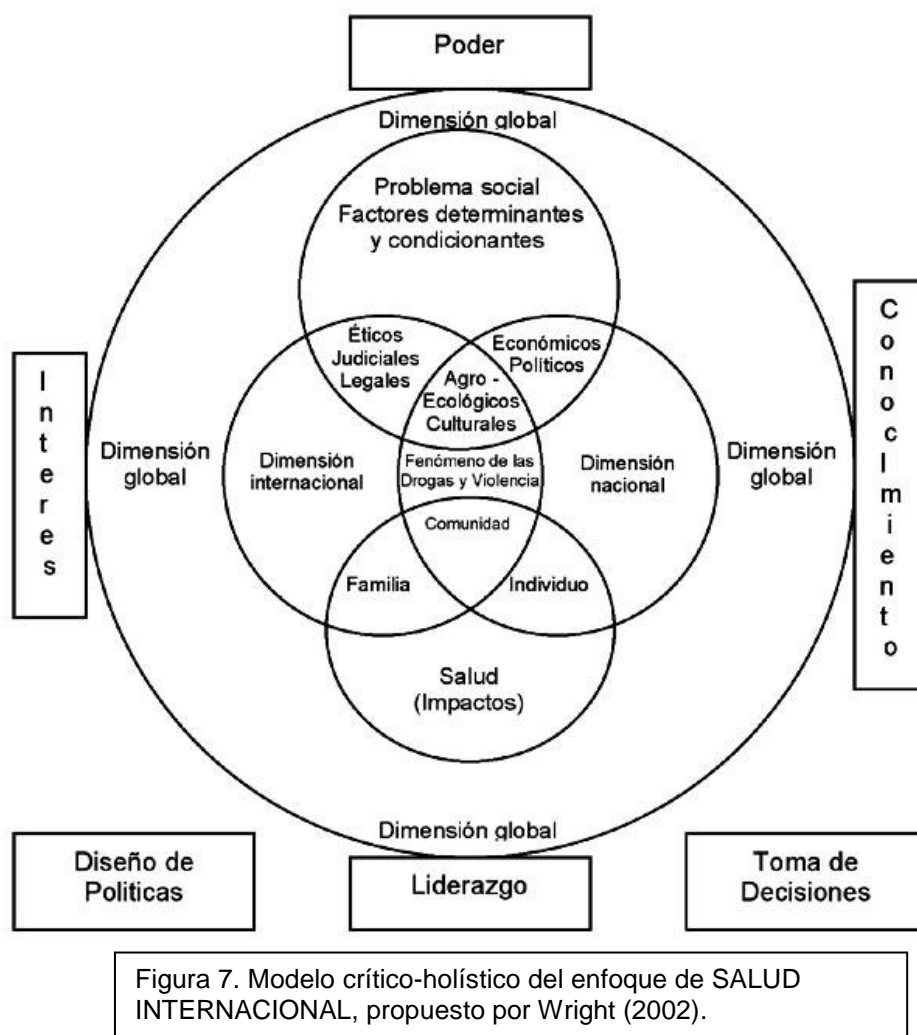 Poder
Dimensión global
Problema social
Factores determinantes
y condicionantes
Éticos
Judiciales
Legales
Económicos
Políticos
Agro -
Ecológicos
Culturales
Interes
Dimensión
global
Dimensión
internacional
Fenómeno de las
Drogas y Violencia
Dimensión
nacional
Dimensión
global
ConocImiento
Comunidad
Familia
Individuo
Salud
(Impactos)
Dimensión global
Diseño de
Politicas
Liderazgo
Toma de
Decisiones
Figura 7. Modelo crítico-holístico del enfoque de SALUD
INTERNACIONAL, propuesto por Wright (2002).